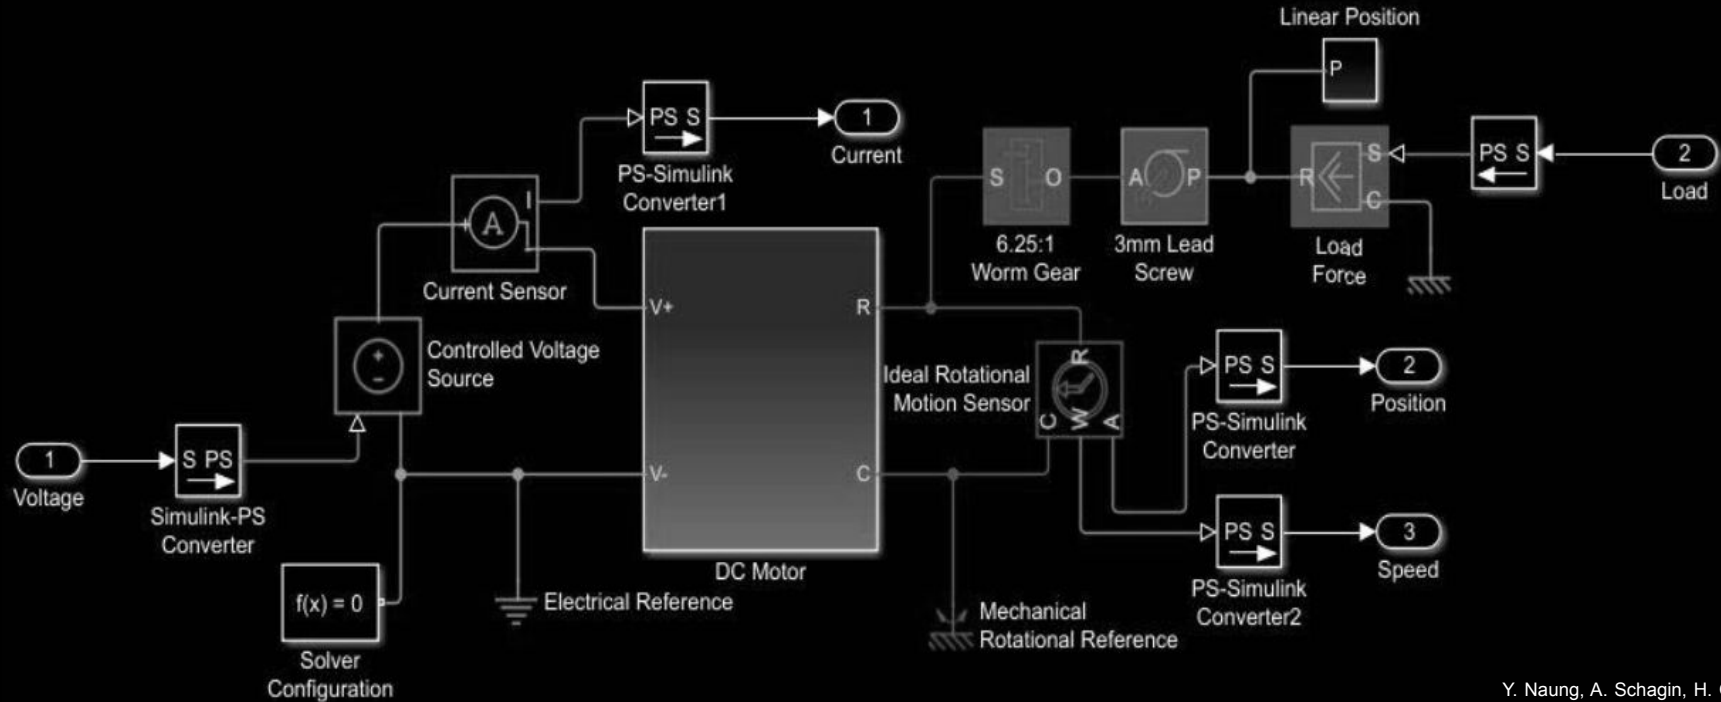 Linear Position
P
PS S
1
Current
PS-Simulink
Converter1
I
A
Current Sensor
S O
6.25:1
Worm Gear
A P
3mm Lead
Screw
R S
C
Load
Force
PS S
2
Load
V+
R
V-
C
DC Motor
+
-
Controlled Voltage
Source
Ideal Rotational
Motion Sensor
R
C W A
PS S
PS-Simulink
Converter
2
Position
1
Voltage
S PS
Simulink-PS
Converter
PS S
PS-Simulink
Converter2
3
Speed
f(x) = 0
Solver
Configuration
Electrical Reference
Mechanical
Rotational Reference
Y. Naung, A. Schagin, H.